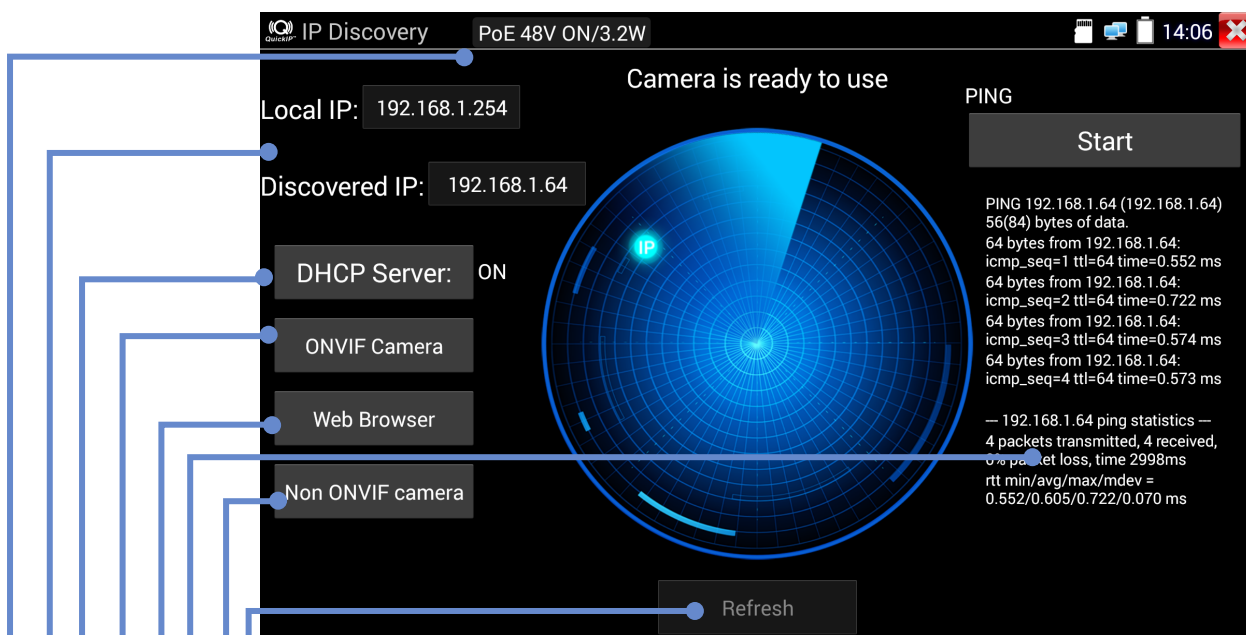 QuickIP™ IP Discovery
PoE 48V ON/3.2W
14:06
Camera is ready to use
Local IP: 192.168.1.254
Discovered IP: 192.168.1.64
DHCP Server: ON
ONVIF Camera
Web Browser
Non ONVIF camera
IP
Refresh
PING
Start
PING 192.168.1.64 (192.168.1.64)
56(84) bytes of data.
64 bytes from 192.168.1.64:
icmp_seq=1 ttl=64 time=0.552 ms
64 bytes from 192.168.1.64:
icmp_seq=2 ttl=64 time=0.722 ms
64 bytes from 192.168.1.64:
icmp_seq=3 ttl=64 time=0.574 ms
64 bytes from 192.168.1.64:
icmp_seq=4 ttl=64 time=0.573 ms
--- 192.168.1.64 ping statistics ---
4 packets transmitted, 4 received,
0% packet loss, time 2998ms
rtt min/avg/max/mdev =
0.552/0.605/0.722/0.070 ms